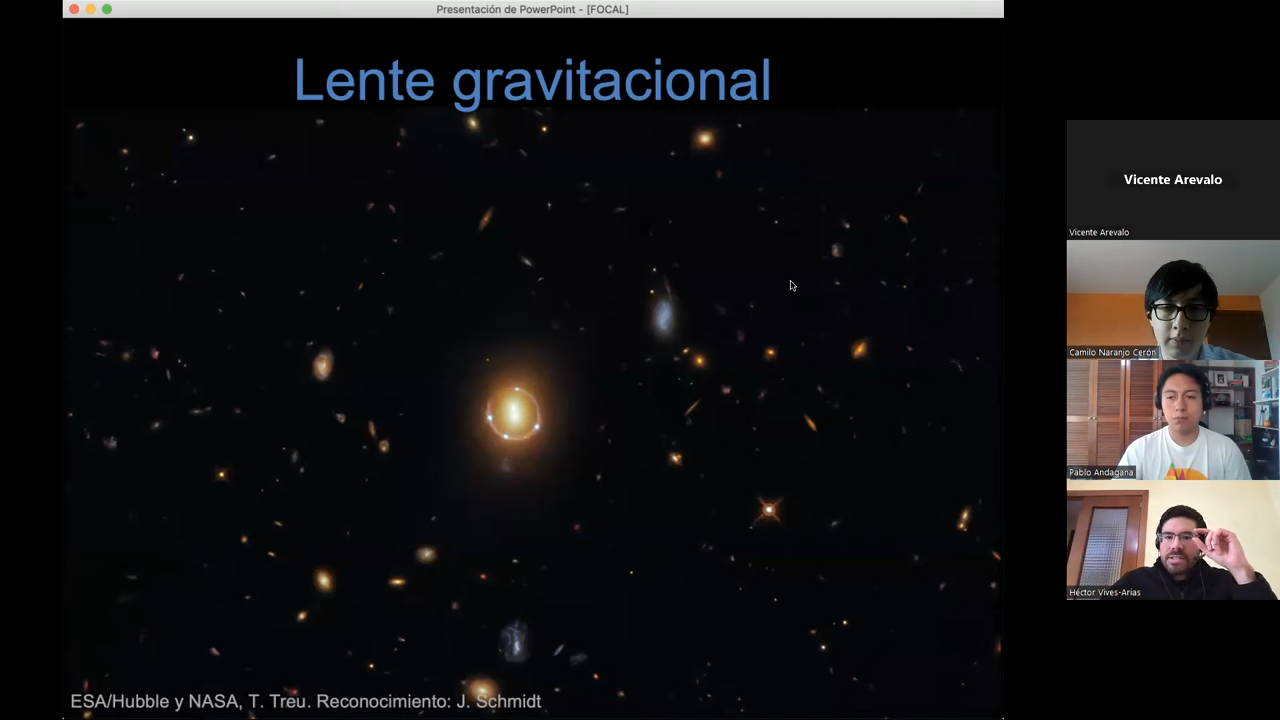 Presentación de PowerPoint - [FOCAL]
Lente gravitacional
ESA/Hubble y NASA, T. Treu. Reconocimiento: J. Schmidt
Vicente Arevalo
Vicente Arevalo
Camilo Naranjo Cerón
Pablo Andagana
Héctor Vives-Arias